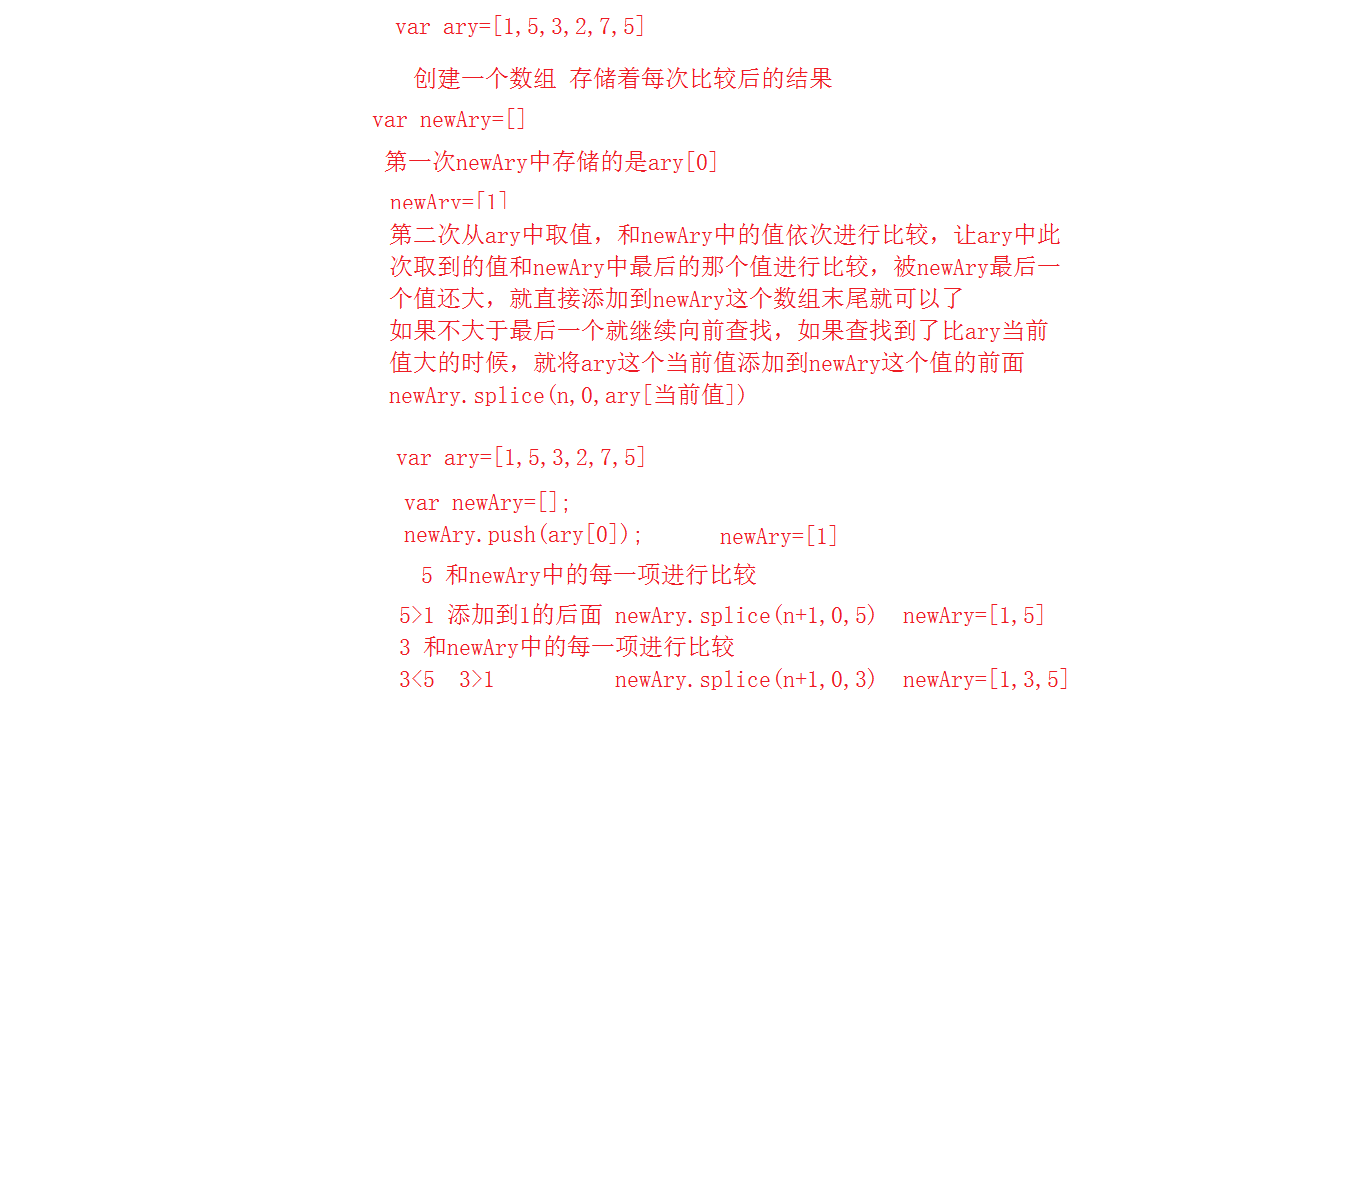 var ary=[1,5,3,2,7,5]
创建一个数组 存储着每次比较后的结果
var newAry=[]
第一次newAry中存储的是ary[0]
newAry=[1]
第二次从ary中取值，和newAry中的值依次进行比较，让ary中此
次取到的值和newAry中最后的那个值进行比较，被newAry最后一
个值还大，就直接添加到newAry这个数组末尾就可以了
如果不大于最后一个就继续向前查找，如果查找到了比ary当前
值大的时候，就将ary这个当前值添加到newAry这个值的前面
newAry.splice(n,0,ary[当前值])
var ary=[1,5,3,2,7,5]
var newAry=[];
newAry.push(ary[0]); newAry=[1]
5 和newAry中的每一项进行比较
5>1 添加到1的后面 newAry.splice(n+1,0,5) newAry=[1,5]
3 和newAry中的每一项进行比较
3<5 3>1 newAry.splice(n+1,0,3) newAry=[1,3,5]